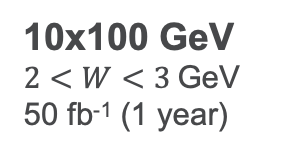 10x100 GeV
2 < W < 3 GeV
50 fb-1 (1 year)